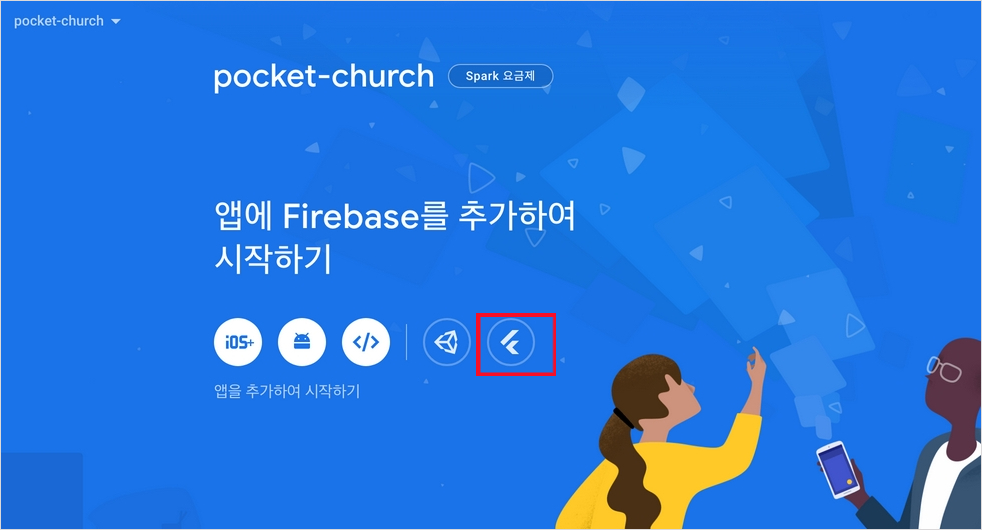 pocket-church
pocket-church Spark 요금제
앱에 Firebase를 추가하여
시작하기
iOS+ </>
앱을 추가하여 시작하기